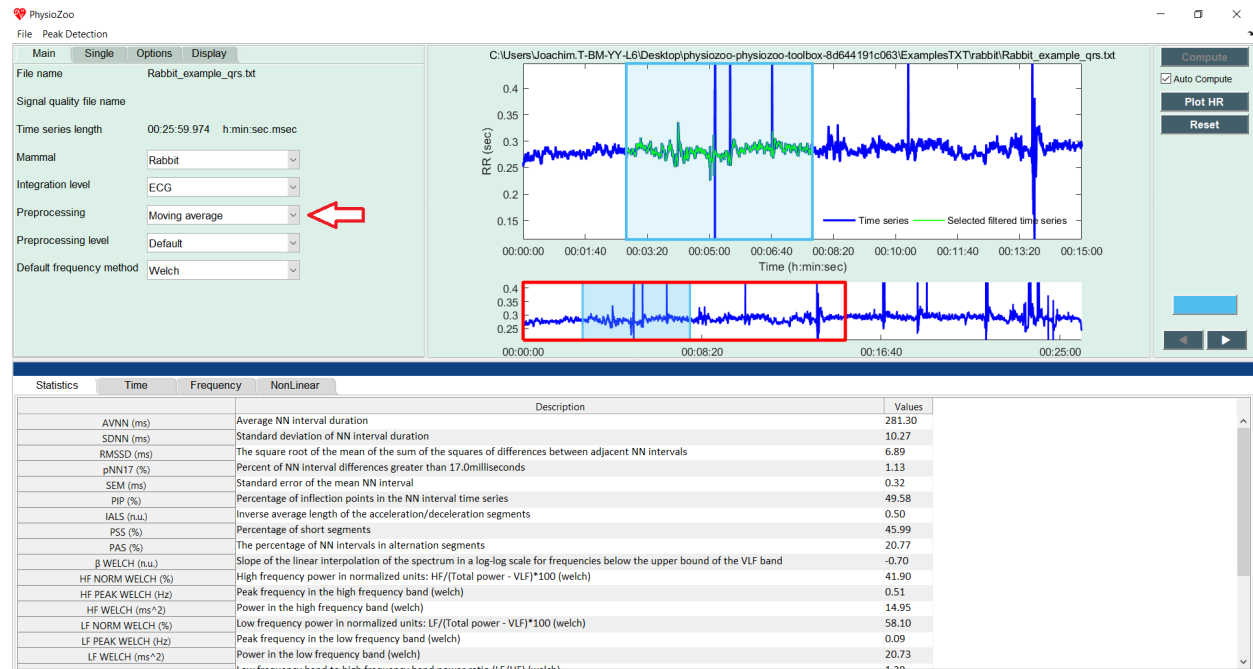 PhysioZoo
File Peak Detection
Main Single Options Display
File name Rabbit_example_qrs.txt
Signal quality file name
Time series length 00:25:59.974 h:min:sec.msec
Mammal Rabbit
Integration level ECG
Preprocessing Moving average
Preprocessing level Default
Default frequency method Welch
C:\Users\Joachim.T-BM-YY-L6\Desktop\physiozoo-physiozoo-toolbox-8d644191c063\ExamplesTXT\rabbit\Rabbit_example_qrs.txt
0.4
0.35
0.3
0.25
0.2
0.15
RR (sec)
Time series Selected filtered time series
00:00:00 00:01:40 00:03:20 00:05:00 00:06:40 00:08:20 00:10:00 00:11:40 00:13:20 00:15:00
Time (h:min:sec)
0.4
0.35
0.3
0.25
00:00:00 00:08:20 00:16:40 00:25:00
Compute
Auto Compute
Plot HR
Reset
Statistics Time Frequency NonLinear
Description Values
AVNN (ms) Average NN interval duration 281.30
SDNN (ms) Standard deviation of NN interval duration 10.27
RMSSD (ms) The square root of the mean of the sum of the squares of differences between adjacent NN intervals 6.89
pNN17 (%) Percent of NN interval differences greater than 17.0milliseconds 1.13
SEM (ms) Standard error of the mean NN interval 0.32
PIP (%) Percentage of inflection points in the NN interval time series 49.58
IALS (n.u.) Inverse average length of the acceleration/deceleration segments 0.50
PSS (%) Percentage of short segments 45.99
PAS (%) The percentage of NN intervals in alternation segments 20.77
β WELCH (n.u.) Slope of the linear interpolation of the spectrum in a log-log scale for frequencies below the upper bound of the VLF band -0.70
HF NORM WELCH (%) High frequency power in normalized units: HF/(Total power - VLF)*100 (welch) 41.90
HF PEAK WELCH (Hz) Peak frequency in the high frequency band (welch) 0.51
HF WELCH (ms^2) Power in the high frequency band (welch) 14.95
LF NORM WELCH (%) Low frequency power in normalized units: LF/(Total power - VLF)*100 (welch) 58.10
LF PEAK WELCH (Hz) Peak frequency in the low frequency band (welch) 0.09
LF WELCH (ms^2) Power in the low frequency band (welch) 20.73